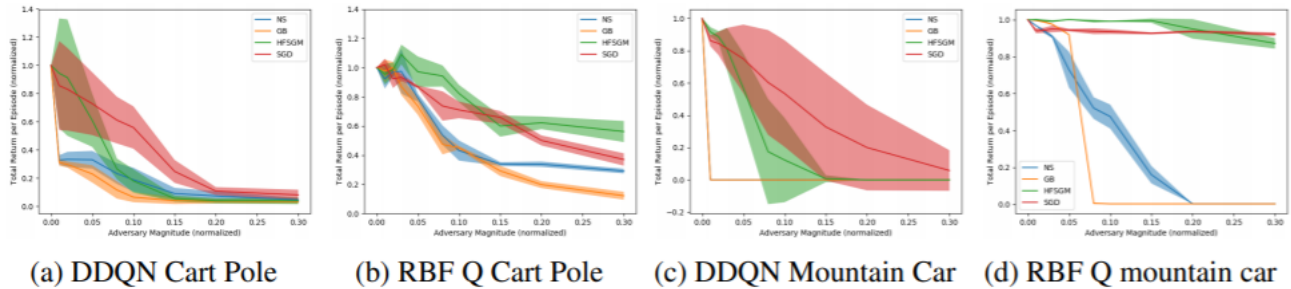 1.4
1.2
1.0
0.8
0.6
0.4
0.2
0.0
Total Return per Episode (normalized)
NS
GB
HFSGM
SGD
0.00 0.05 0.10 0.15 0.20 0.25 0.30
Adversary Magnitude (normalized)
(a) DDQN Cart Pole
1.4
1.2
1.0
0.8
0.6
0.4
0.2
0.0
Total Return per Episode (normalized)
NS
GB
HFSGM
SGD
0.00 0.05 0.10 0.15 0.20 0.25 0.30
Adversary Magnitude (normalized)
(b) RBF Q Cart Pole
1.0
0.8
0.6
0.4
0.2
0.0
−0.2
Total Return per Episode (normalized)
NS
GB
HFSGM
SGD
0.00 0.05 0.10 0.15 0.20 0.25 0.30
Adversary Magnitude (normalized)
(c) DDQN Mountain Car
1.0
0.8
0.6
0.4
0.2
0.0
Total Return per Episode (normalized)
NS
GB
HFSGM
SGD
0.00 0.05 0.10 0.15 0.20 0.25 0.30
Adversary Magnitude (normalized)
(d) RBF Q mountain car